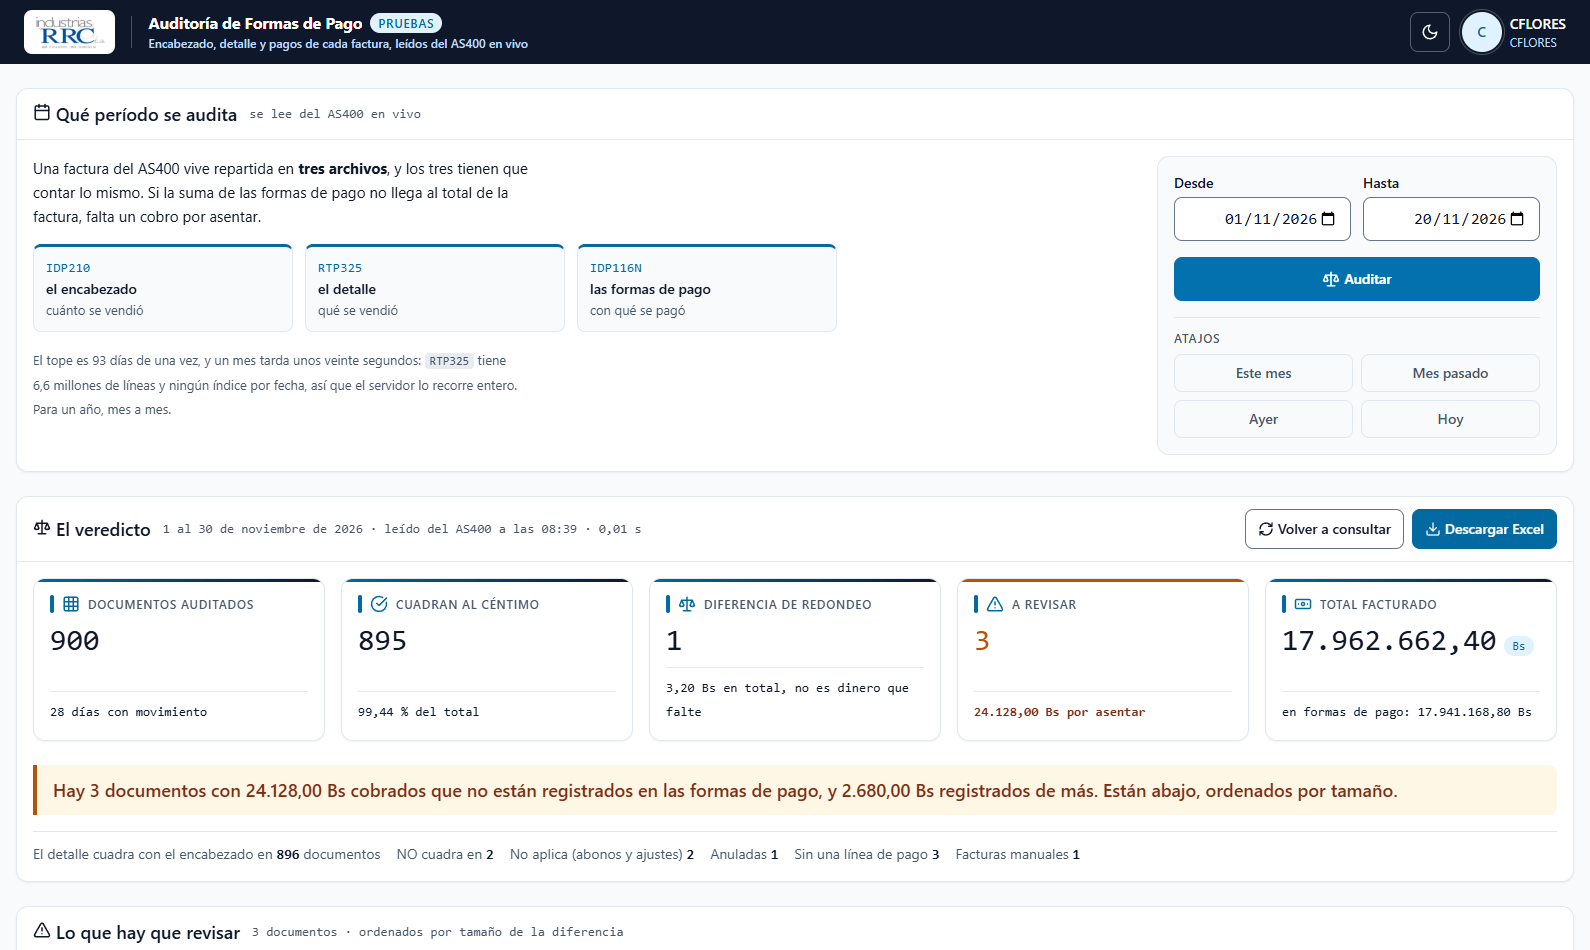 industrias
RRC
Auditoría de Formas de Pago PRUEBAS
Encabezado, detalle y pagos de cada factura, leídos del AS400 en vivo
C
CFLORES
CFLORES
Qué período se audita se lee del AS400 en vivo
Una factura del AS400 vive repartida en tres archivos, y los tres tienen que
contar lo mismo. Si la suma de las formas de pago no llega al total de la
factura, falta un cobro por asentar.
IDP210
el encabezado
cuánto se vendió
RTP325
el detalle
qué se vendió
IDP116N
las formas de pago
con qué se pagó
El tope es 93 días de una vez, y un mes tarda unos veinte segundos: RTP325 tiene
6,6 millones de líneas y ningún índice por fecha, así que el servidor lo recorre entero.
Para un año, mes a mes.
Desde
01/11/2026
Hasta
20/11/2026
Auditar
ATAJOS
Este mes
Mes pasado
Ayer
Hoy
El veredicto 1 al 30 de noviembre de 2026 · leído del AS400 a las 08:39 · 0,01 s
Volver a consultar
Descargar Excel
DOCUMENTOS AUDITADOS
900
28 días con movimiento
CUADRAN AL CÉNTIMO
895
99,44 % del total
DIFERENCIA DE REDONDEO
1
3,20 Bs en total, no es dinero que
falte
A REVISAR
3
24.128,00 Bs por asentar
TOTAL FACTURADO
17.962.662,40 Bs
en formas de pago: 17.941.168,80 Bs
Hay 3 documentos con 24.128,00 Bs cobrados que no están registrados en las formas de pago, y 2.680,00 Bs registrados de más. Están abajo, ordenados por tamaño.
El detalle cuadra con el encabezado en 896 documentos NO cuadra en 2 No aplica (abonos y ajustes) 2 Anuladas 1 Sin una línea de pago 3 Facturas manuales 1
Lo que hay que revisar 3 documentos · ordenados por tamaño de la diferencia